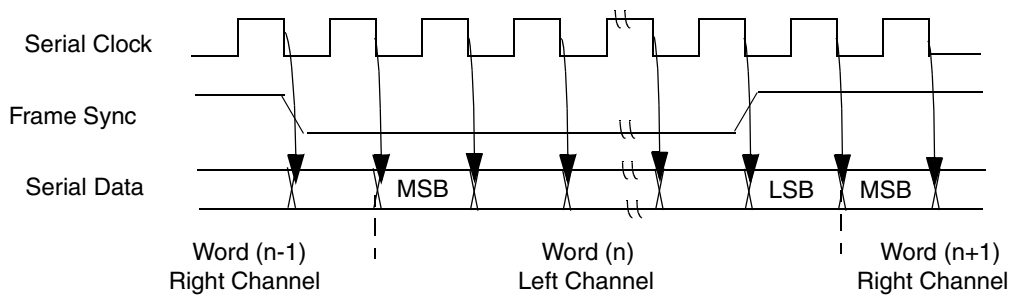 Serial Clock
Frame Sync
Serial Data
MSB
LSB
MSB
Word (n-1)
Right Channel
Word (n)
Left Channel
Word (n+1)
Right Channel